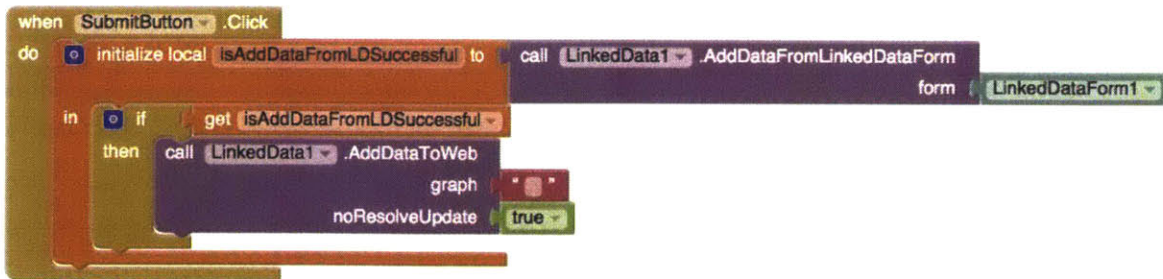 when SubmitButton .Click
do initialize local isAddDataFromLDSuccessful to call LinkedData1 .AddDataFromLinkedDataForm
form LinkedDataForm1
in if get isAddDataFromLDSuccessful
then call LinkedData1 .AddDataToWeb
graph " "
noResolveUpdate true